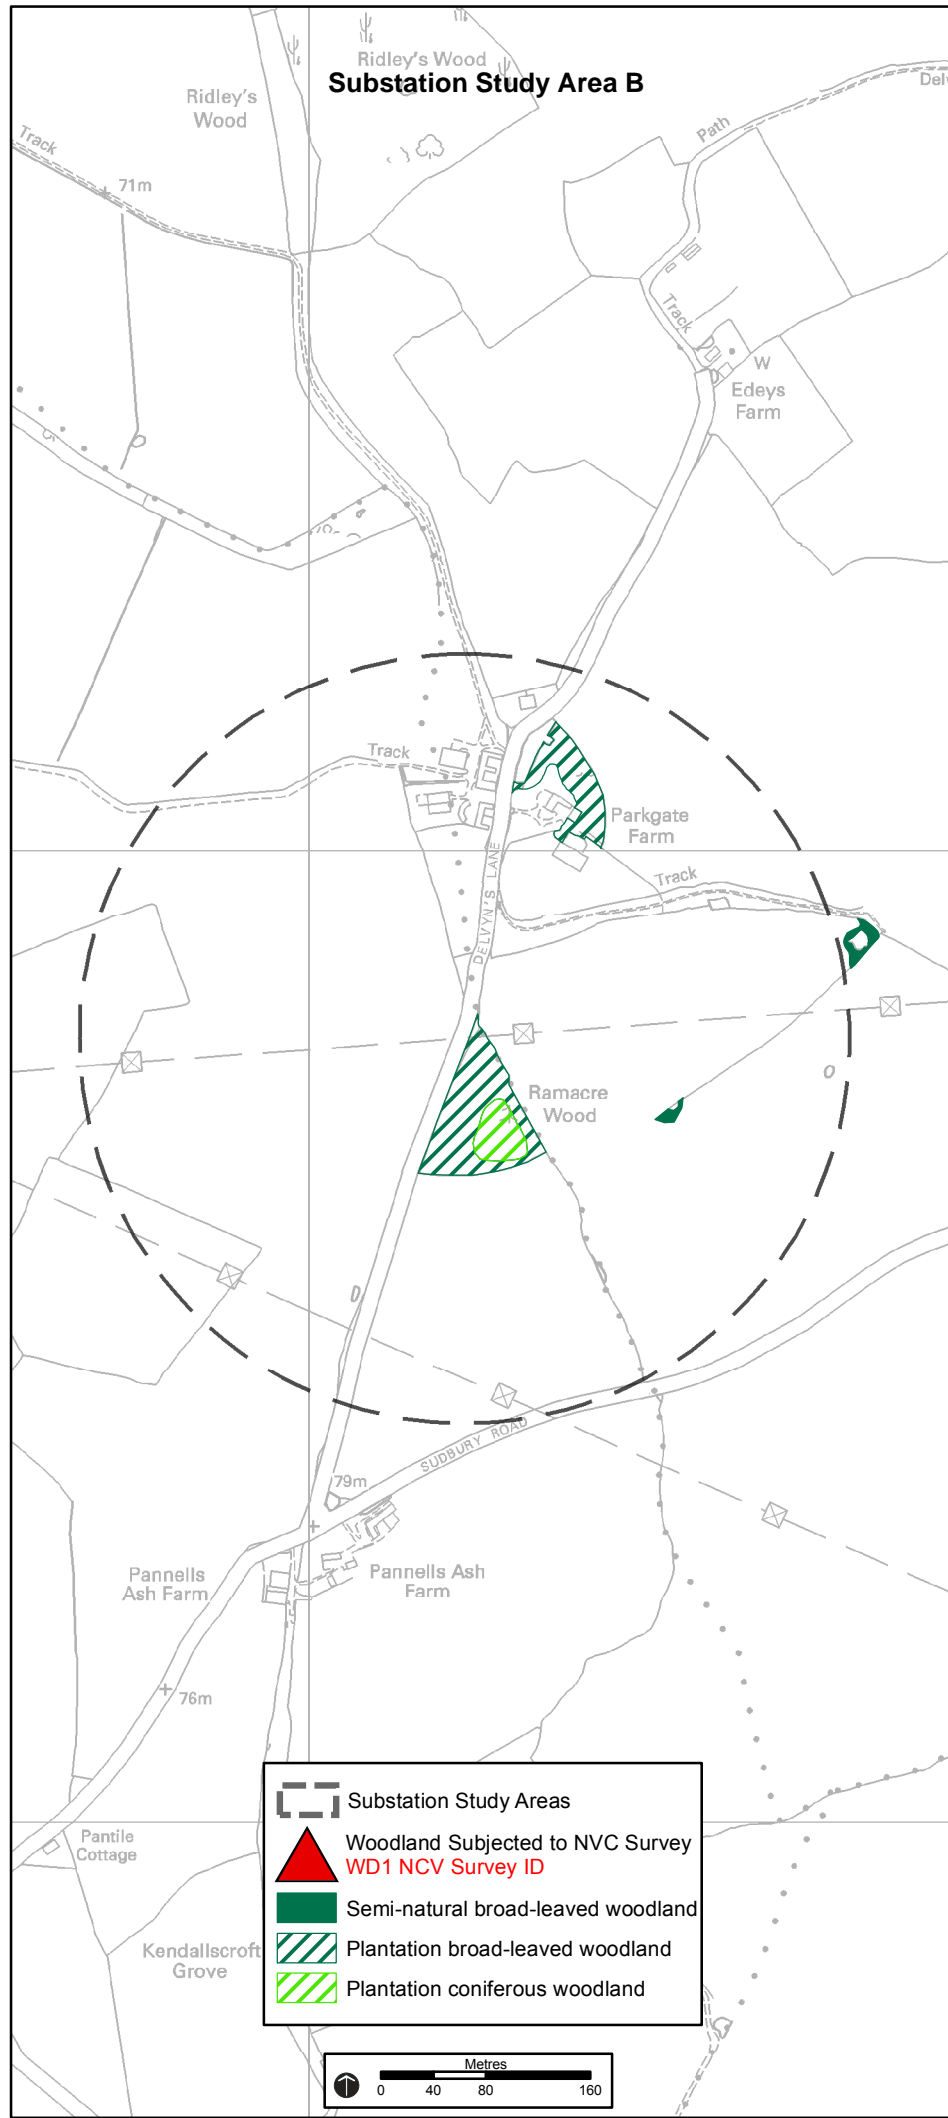 Ridley's Wood
Substation Study Area B
Ridley's
Wood
Delv
Path
Track
71m
Track
W
Edeys
Farm
Track
Parkgate
Farm
DELVYN'S LANE
Track
Ramacre
Wood
SUDBURY ROAD
79m
Pannells
Ash Farm
Pannells Ash
Farm
76m
Pantile
Cottage
Kendallscroft
Grove
Substation Study Areas
Woodland Subjected to NVC Survey
WD1 NCV Survey ID
Semi-natural broad-leaved woodland
Plantation broad-leaved woodland
Plantation coniferous woodland
Metres
0 40 80 160